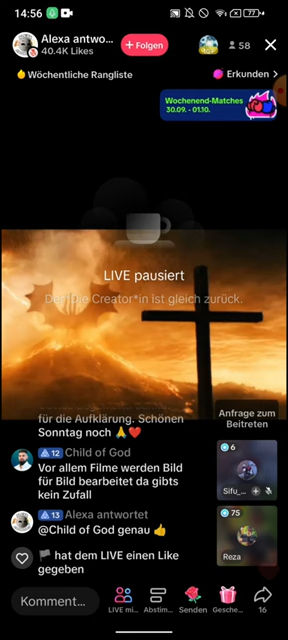 14:56
77
Alexa antwo...
40.4K Likes
+ Folgen
58
Wöchentliche Rangliste
Erkunden >
Wochenend-Matches
30.09. - 01.10.
LIVE pausiert
Der/Die Creator*in ist gleich zurück.
für die Aufklärung. Schönen
Sonntag noch 🙏❤️
Anfrage zum
Beitreten
12 Child of God
Vor allem Filme werden Bild
für Bild bearbeitet da gibts
kein Zufall
6
Sifu_...
13 Alexa antwortet
@Child of God genau 👍
75
Reza
hat dem LIVE einen Like
gegeben
Komment...
LIVE mi...
Abstim...
Senden
Gesche...
16